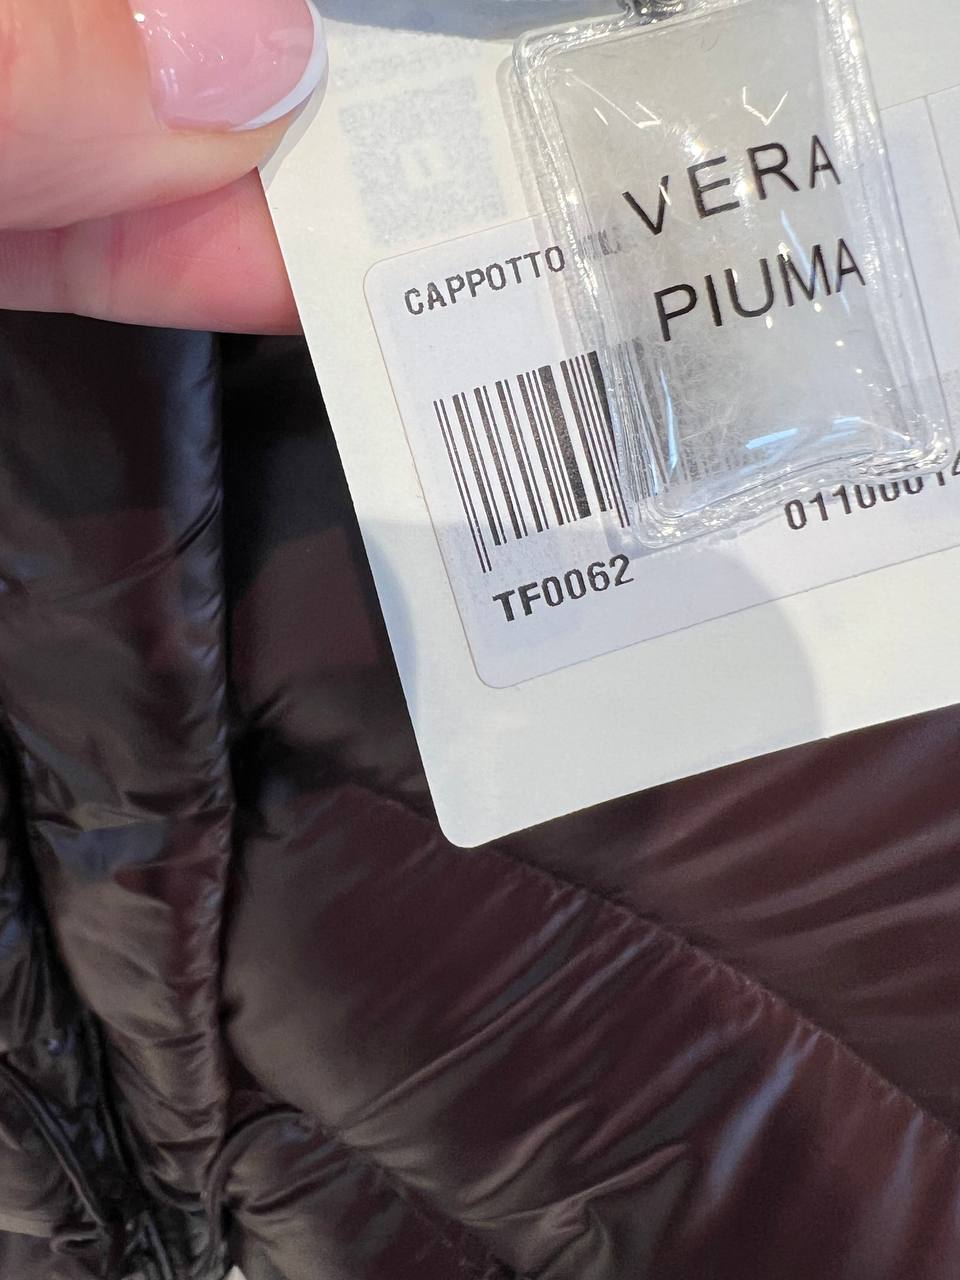 VERA
PIUMA
CAPPOTTO
TF0062